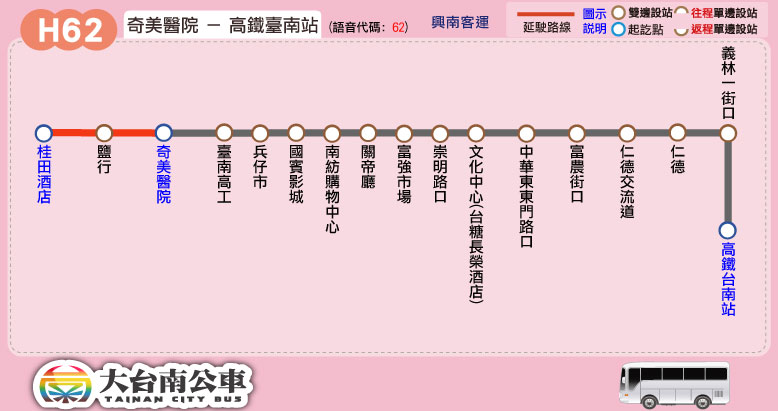 H62
奇美醫院 － 高鐵臺南站 (語音代碼: 62)
興南客運
延駛路線
圖示說明
雙邊設站
往程單邊設站
起訖點
返程單邊設站
桂田酒店
鹽行
奇美醫院
臺南高工
兵仔市
國賓影城
南紡購物中心
關帝廳
富強市場
崇明路口
文化中心(台糖長榮酒店)
中華東東門路口
富農街口
仁德交流道
仁德
義林一街口
高鐵台南站
大台南公車
TAINAN CITY BUS